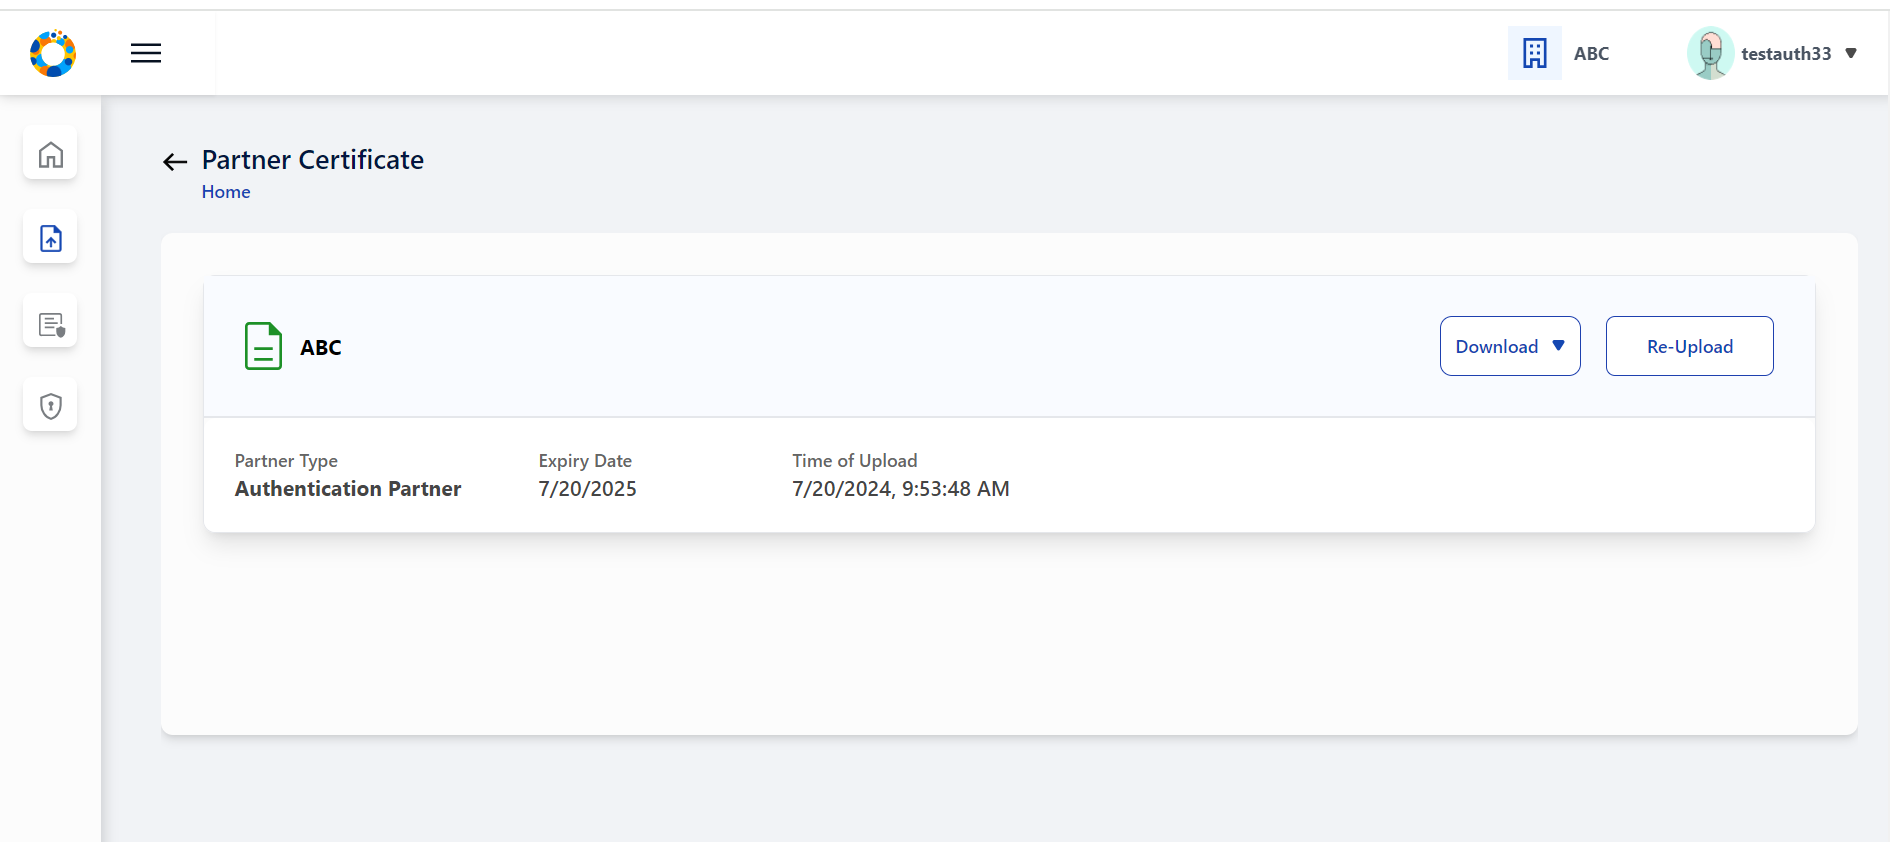 ABC
testauth33
Partner Certificate
Home
ABC
Download
Re-Upload
Partner Type
Expiry Date
Time of Upload
Authentication Partner
7/20/2025
7/20/2024, 9:53:48 AM